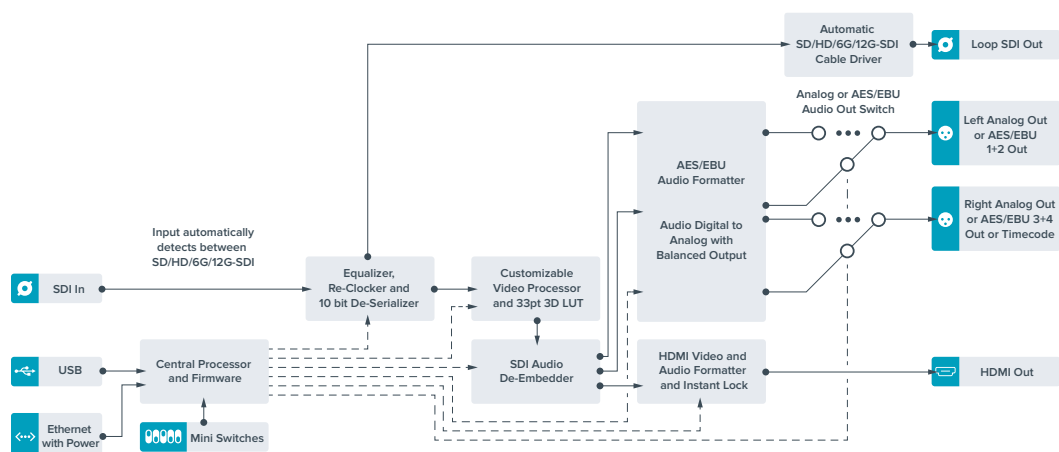 Automatic
SD/HD/6G/12G-SDI
Cable Driver
Loop SDI Out
Analog or AES/EBU
Audio Out Switch
Left Analog Out
or AES/EBU
1+2 Out
AES/EBU
Audio Formatter
Right Analog Out
or AES/EBU 3+4
Out or Timecode
Audio Digital to
Analog with
Balanced Output
Input automatically
detects between
SD/HD/6G/12G-SDI
SDI In
Equalizer,
Re-Clocker and
10 bit De-Serializer
Customizable
Video Processor
and 33pt 3D LUT
USB
Central Processor
and Firmware
SDI Audio
De-Embedder
HDMI Video and
Audio Formatter
and Instant Lock
HDMI Out
Ethernet
with Power
Mini Switches